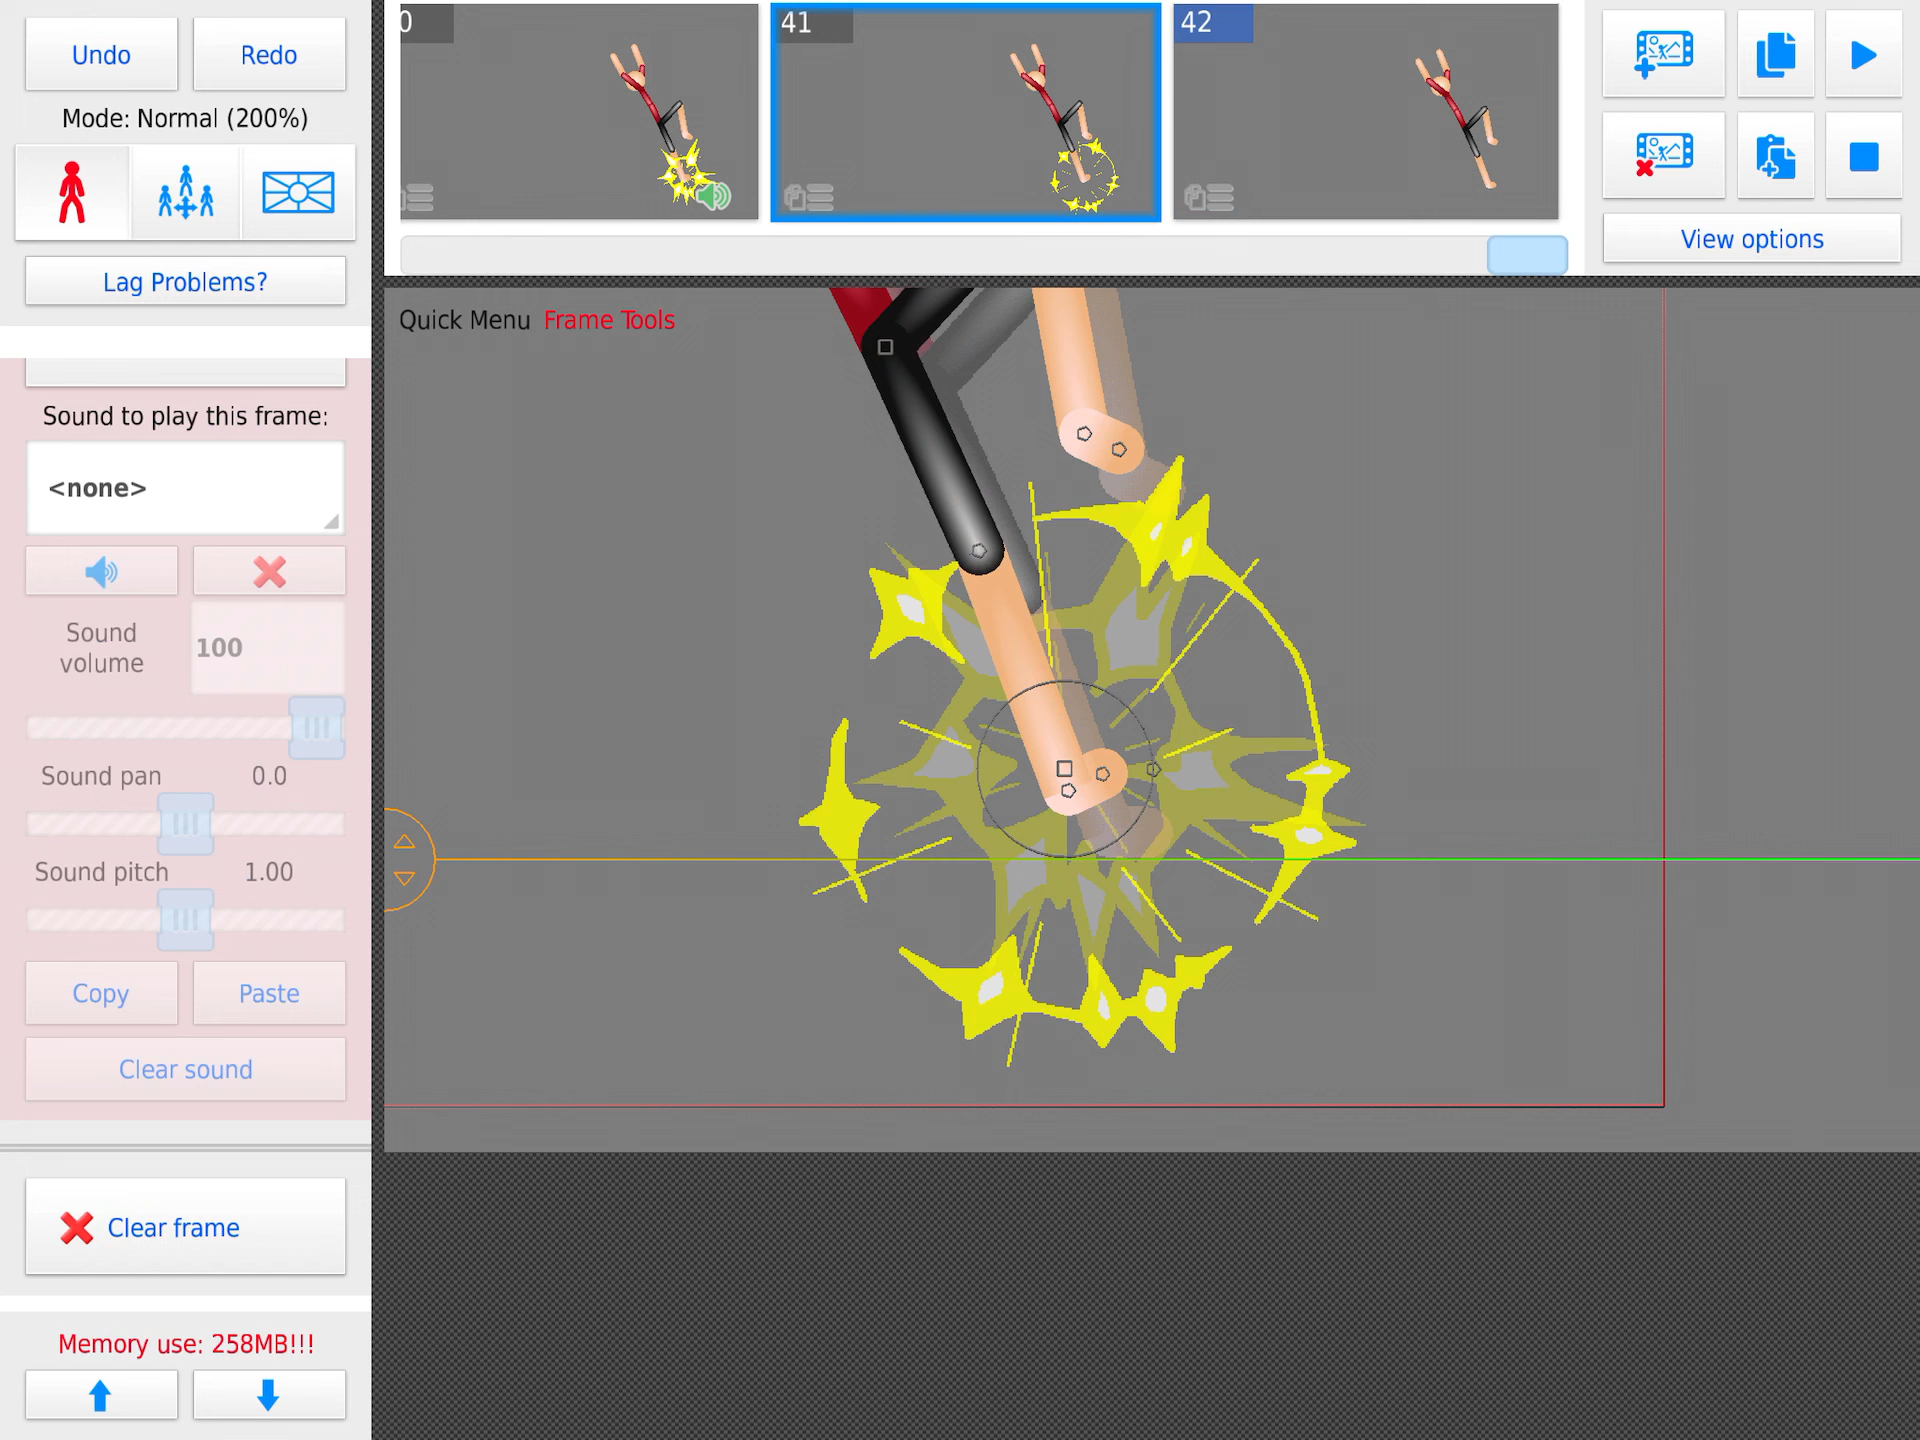 Undo
Redo
Mode: Normal (200%)
Lag Problems?
Sound to play this frame:
<none>
Sound
volume
100
Sound pan 0.0
Sound pitch 1.00
Copy
Paste
Clear sound
Clear frame
Memory use: 258MB!!!
0
41
42
View options
Quick Menu Frame Tools